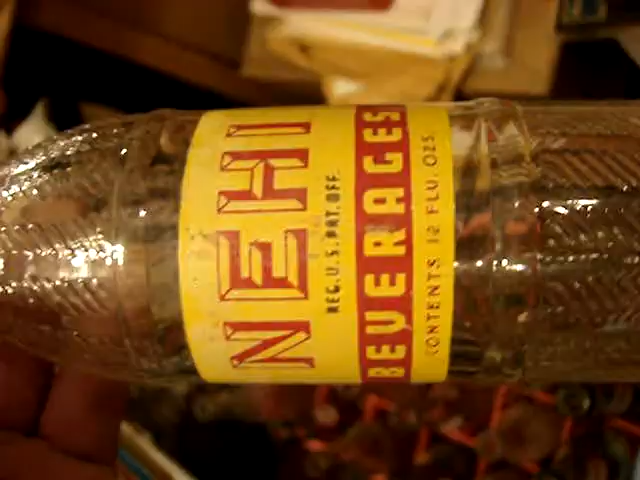 NEHI
REG. U.S. PAT. OFF.
BEVERAGES
CONTENTS 12 FLU. OZS.